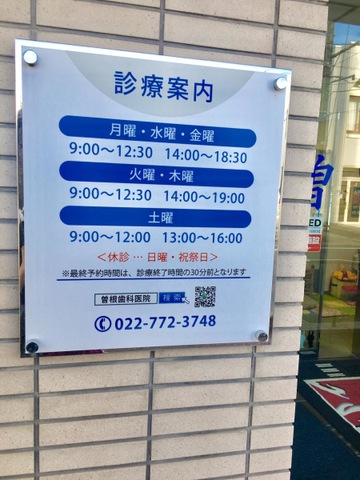 診療案内
月曜・水曜・金曜
9:00〜12:30 14:00〜18:30
火曜・木曜
9:00〜12:30 14:00〜19:00
土曜
9:00〜12:00 13:00〜16:00
＜休診 … 日曜・祝祭日＞
※最終予約時間は、診療終了時間の30分前となります
曽根歯科医院 検索
022-772-3748